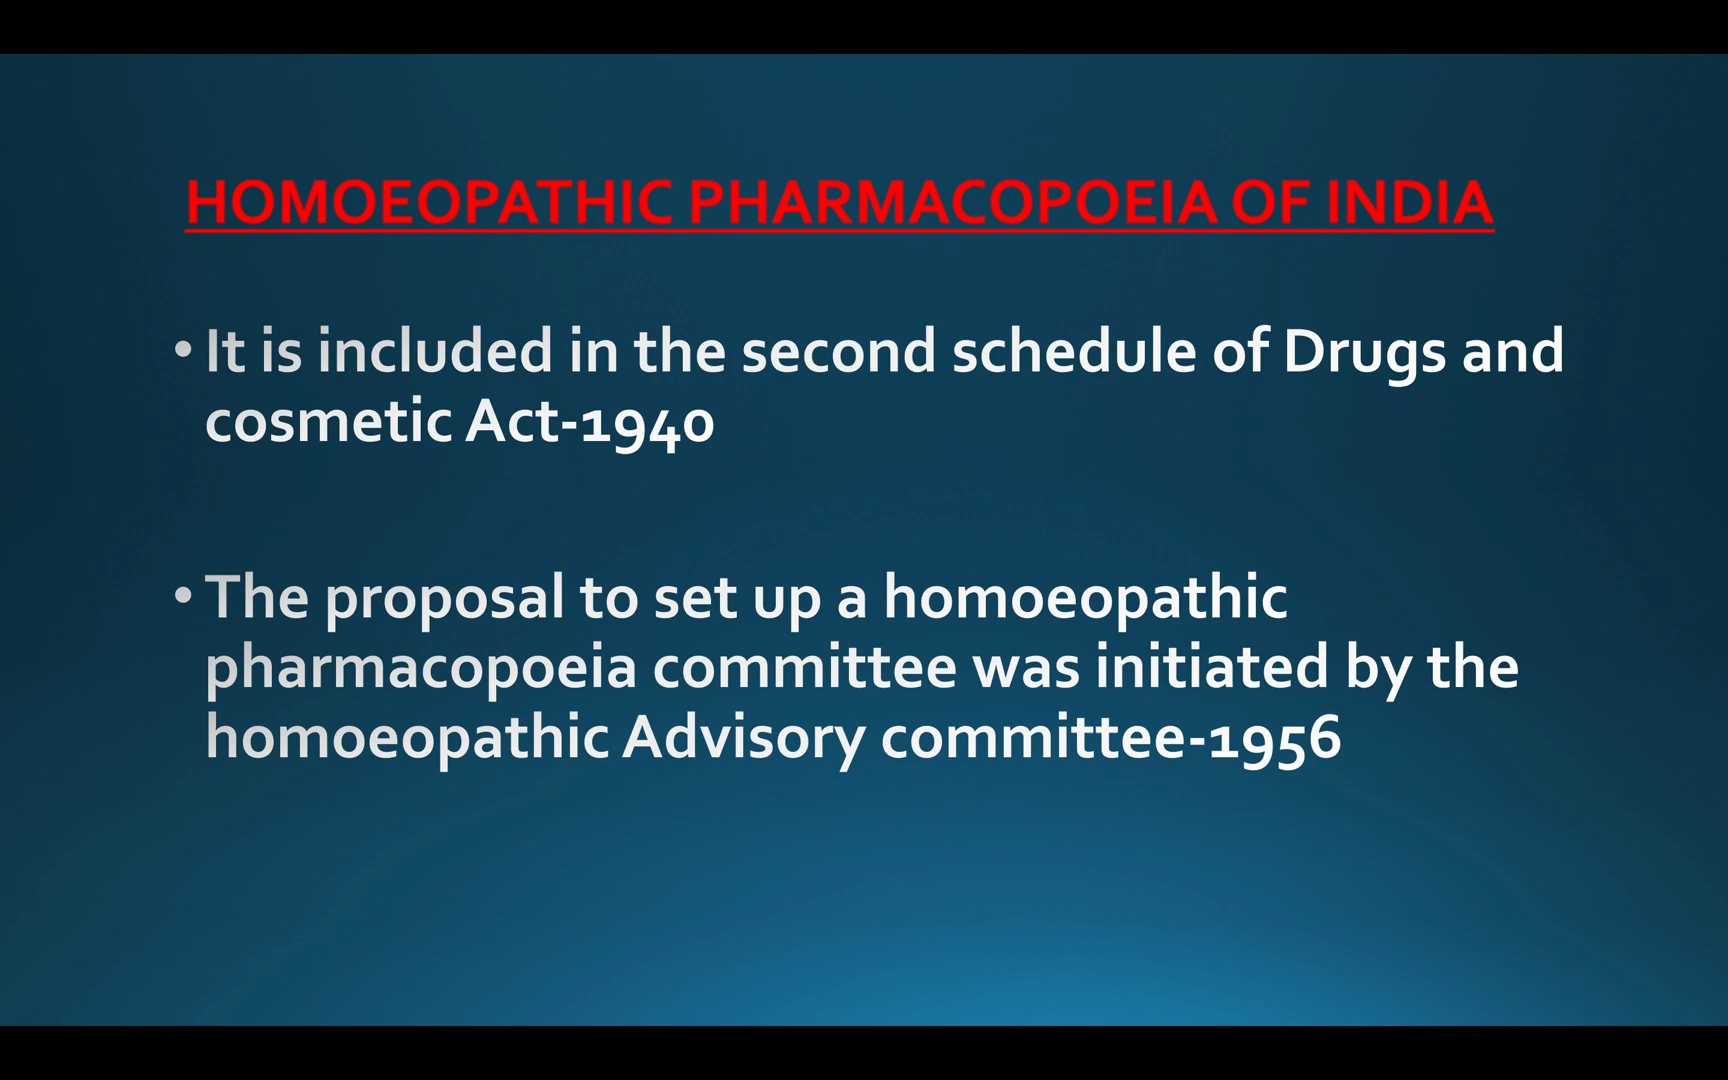 HOMOEOPATHIC PHARMACOPOEIA OF INDIA
• It is included in the second schedule of Drugs and
cosmetic Act-1940
• The proposal to set up a homoeopathic
pharmacopoeia committee was initiated by the
homoeopathic Advisory committee-1956